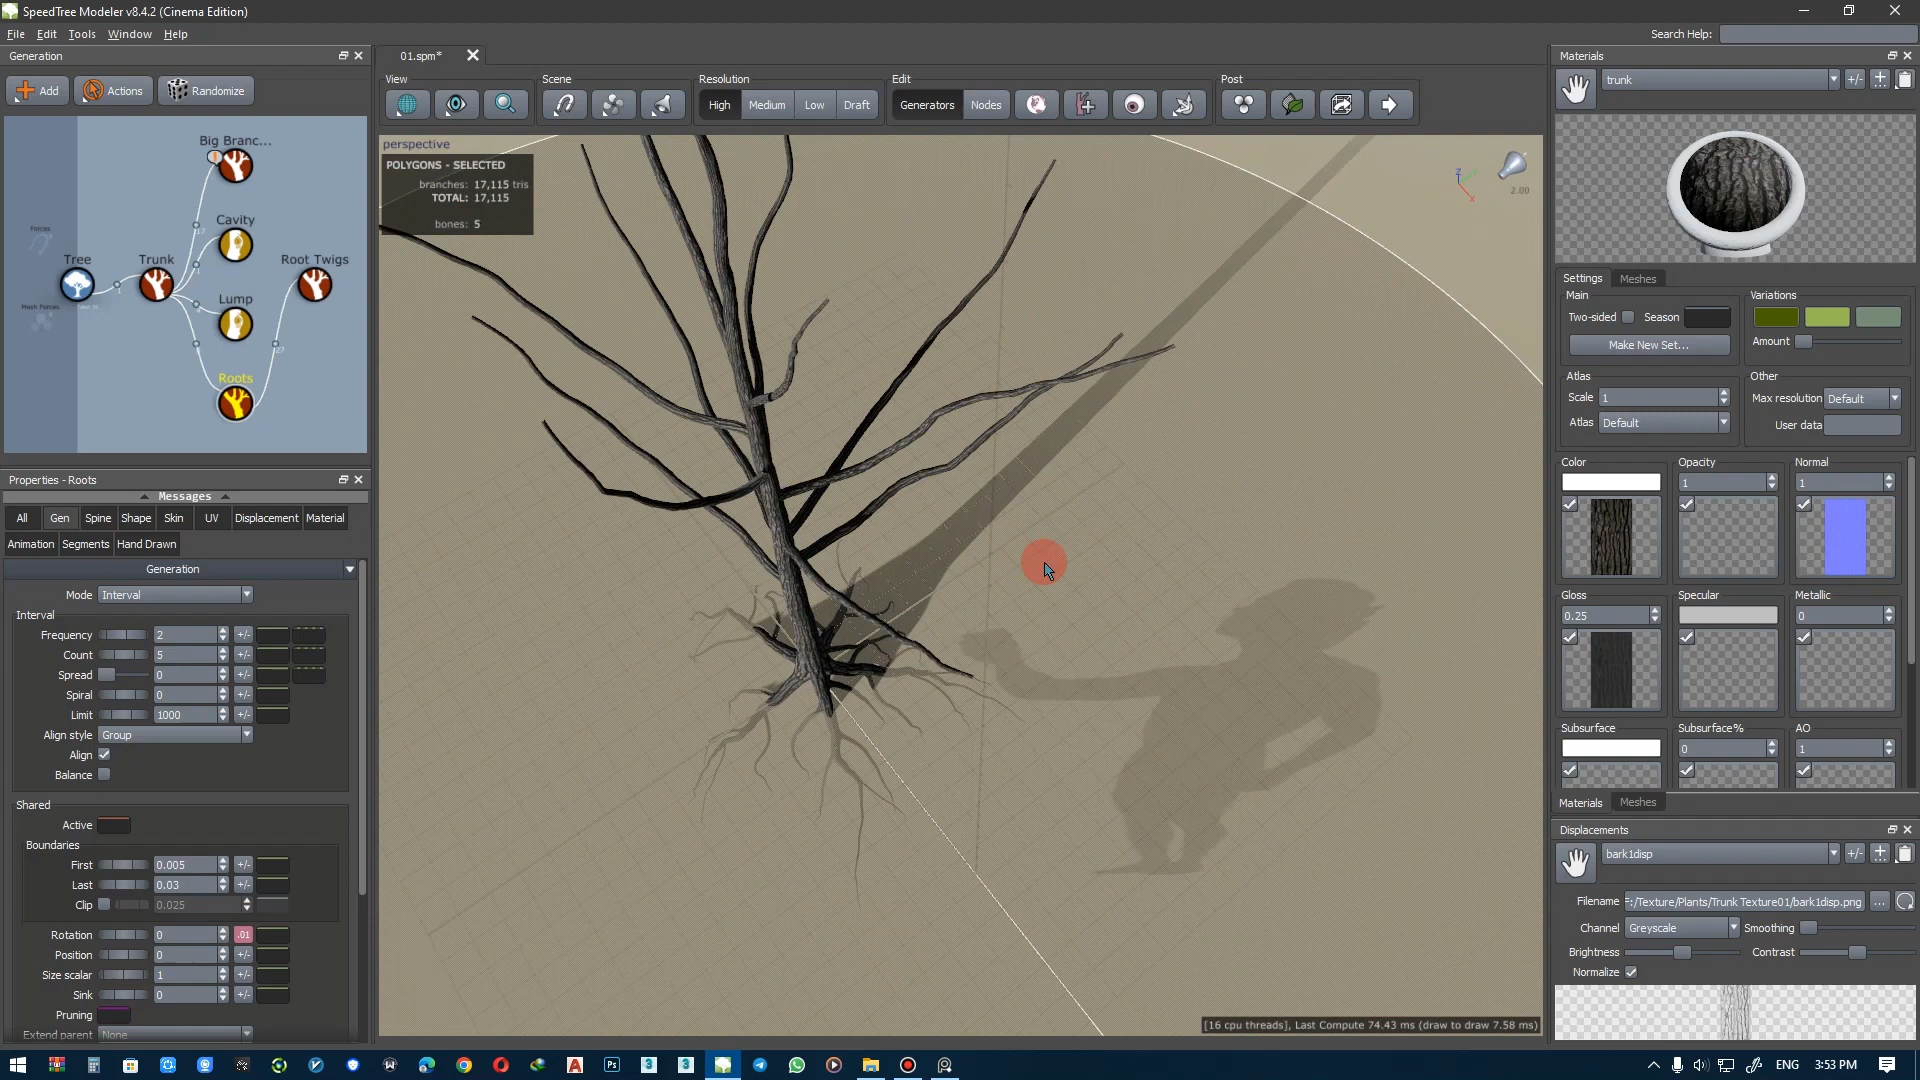 SpeedTree Modeler v8.4.2 (Cinema Edition)
File Edit Tools Window Help
Search Help:
Generation
Add Actions Randomize
Big Branc...
Cavity
Tree Trunk Root Twigs
Forces
Lump
Mesh Forces
Roots
Properties - Roots
Messages
All Gen Spine Shape Skin UV Displacement Material
Animation Segments Hand Drawn
Generation
Mode Interval
Interval
Frequency 2 +/-
Count 5 +/-
Spread 0 +/-
Spiral 0 +/-
Limit 1000 +/-
Align style Group
Align
Balance
Shared
Active
Boundaries
First 0.005 +/-
Last 0.03 +/-
Clip 0.025
Rotation 0 .01
Position 0 +/-
Size scalar 1 +/-
Sink 0 +/-
Pruning
Extend parent None
01.spm*
View Scene Resolution Edit Post
High Medium Low Draft Generators Nodes
perspective
POLYGONS - SELECTED
branches: 17,115 tris
TOTAL: 17,115
bones: 5
z
x
2.00
[16 cpu threads], Last Compute 74.43 ms (draw to draw 7.58 ms)
Materials
trunk +/-
Settings Meshes
Main Variations
Two-sided Season
Make New Set... Amount
Atlas Other
Scale 1 Max resolution Default
Atlas Default User data
Color Opacity Normal
1 1
Gloss Specular Metallic
0.25 0
Subsurface Subsurface% AO
0 1
Materials Meshes
Displacements
bark1disp +/-
Filename F:/Texture/Plants/Trunk Texture01/bark1disp.png ...
Channel Greyscale Smoothing
Brightness Contrast
Normalize
ENG 3:53 PM